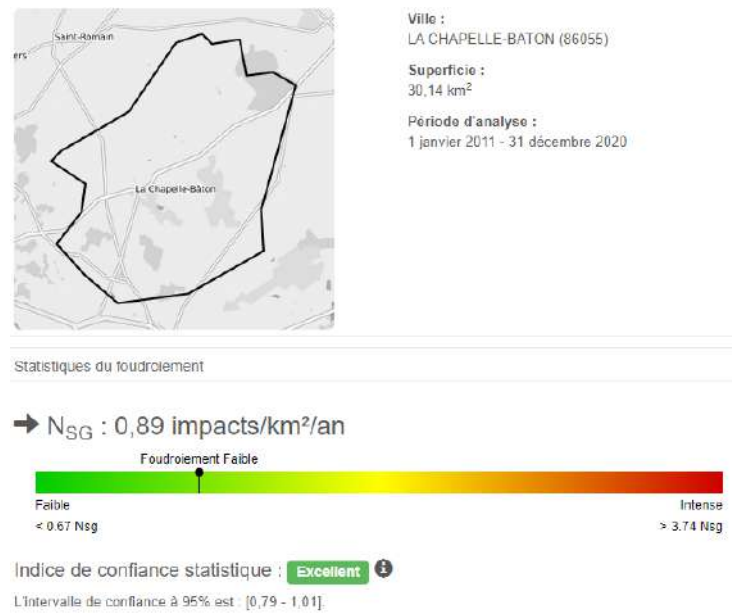 Saint-Romain
ers
La Chapelle-Bâton
Ville :
LA CHAPELLE-BATON (86055)
Superficie :
30,14 km²
Période d'analyse :
1 janvier 2011 - 31 décembre 2020
Statistiques du foudroiement
➜ NSG : 0,89 impacts/km²/an
Foudroiement Faible
Faible Intense
< 0.67 Nsg > 3.74 Nsg
Indice de confiance statistique : Excellent i
L'intervalle de confiance à 95% est : [0,79 - 1,01].